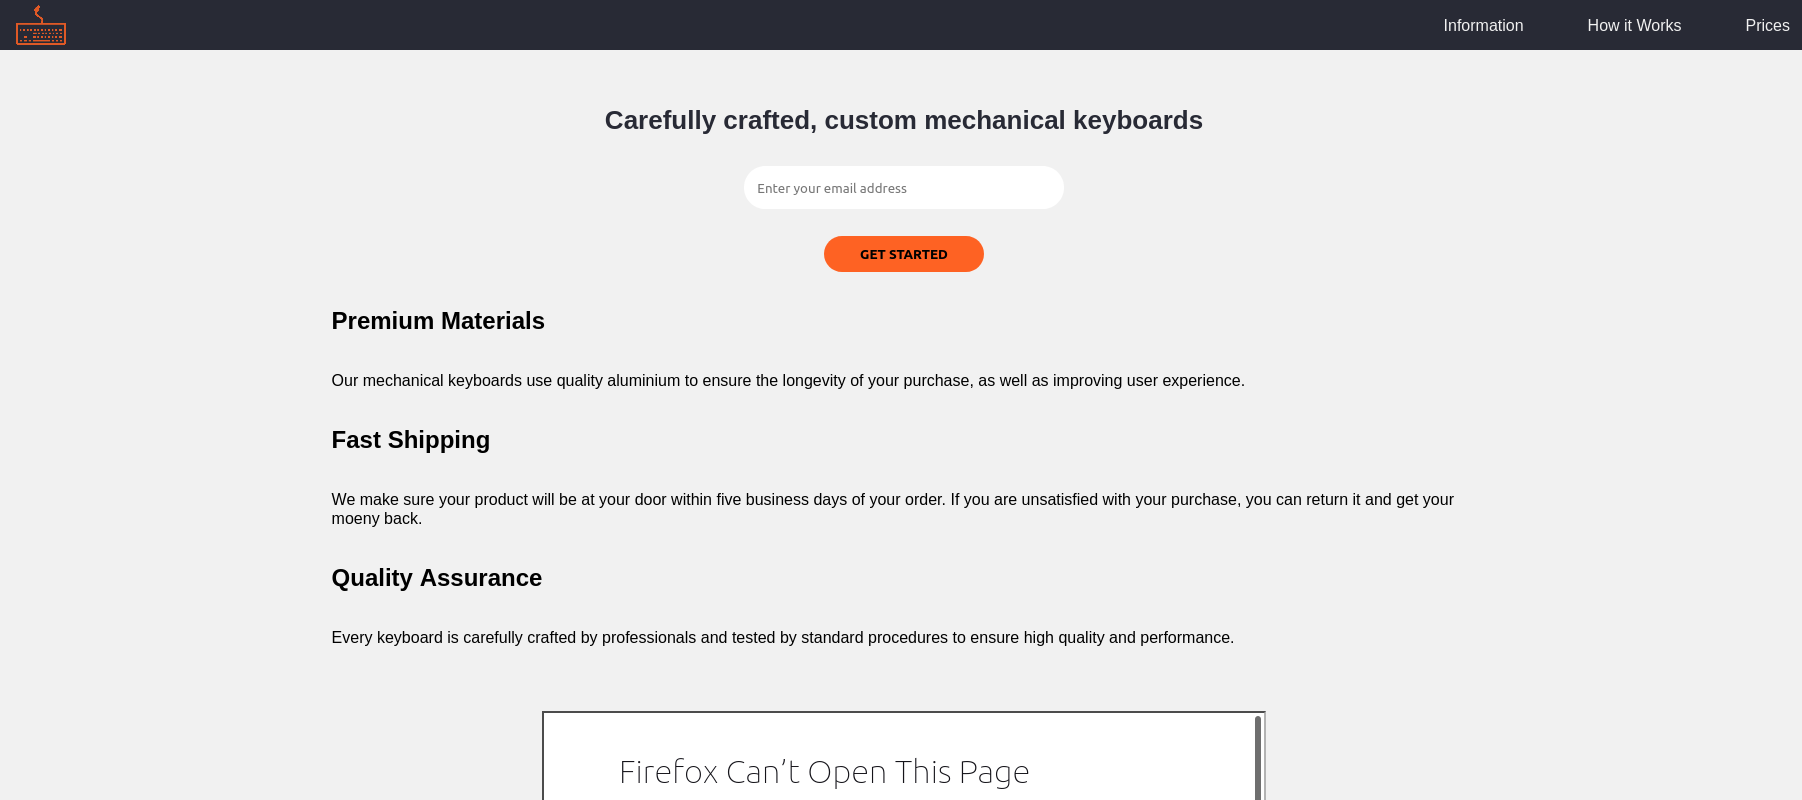 Information
How it Works
Prices
Carefully crafted, custom mechanical keyboards
Enter your email address
GET STARTED
Premium Materials
Our mechanical keyboards use quality aluminium to ensure the longevity of your purchase, as well as improving user experience.
Fast Shipping
We make sure your product will be at your door within five business days of your order. If you are unsatisfied with your purchase, you can return it and get your
moeny back.
Quality Assurance
Every keyboard is carefully crafted by professionals and tested by standard procedures to ensure high quality and performance.
Firefox Can’t Open This Page